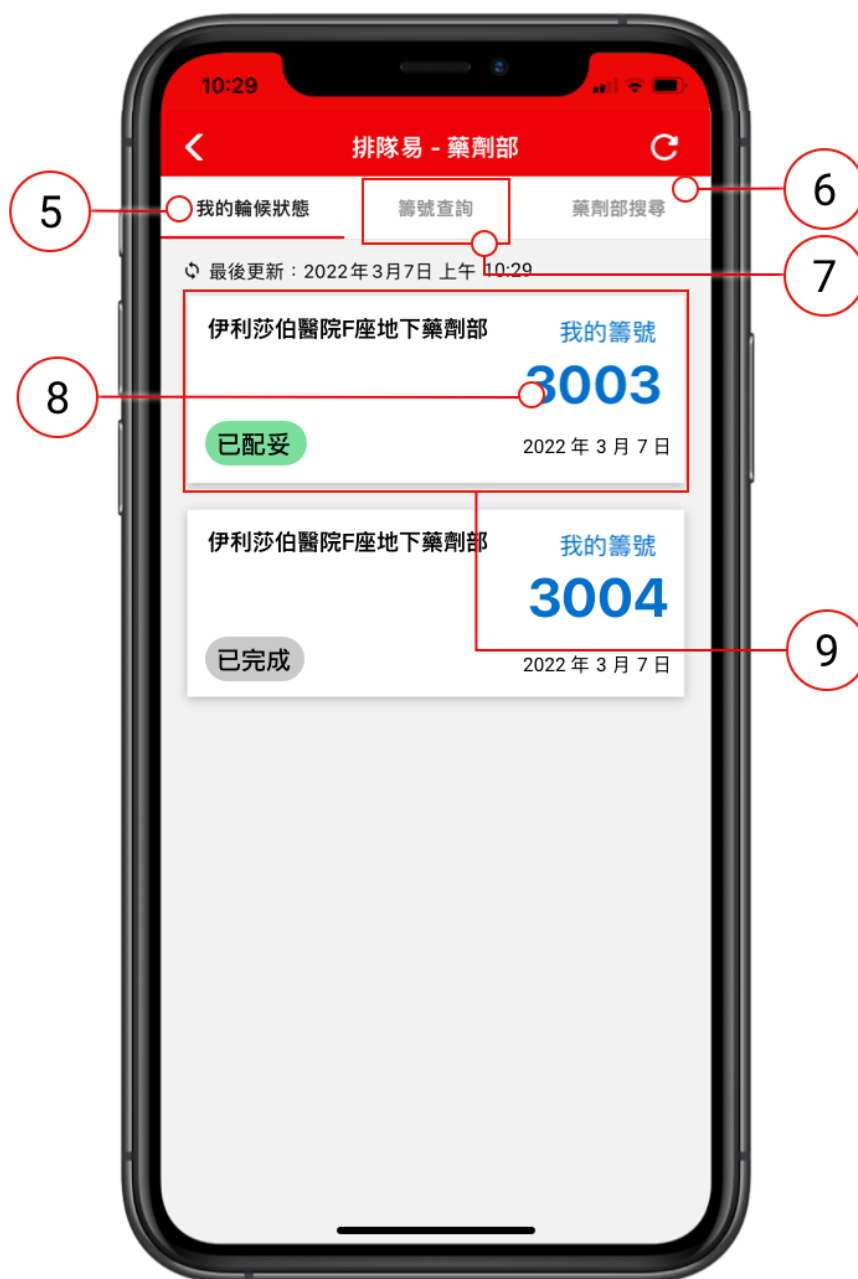 10:29
排隊易 - 藥劑部
5
我的輪候狀態
籌號查詢
藥劑部搜尋
6
最後更新：2022年3月7日 上午 10:29
7
伊利莎伯醫院F座地下藥劑部
我的籌號
8
3003
已配妥
2022 年 3 月 7 日
伊利莎伯醫院F座地下藥劑部
我的籌號
3004
9
已完成
2022 年 3 月 7 日